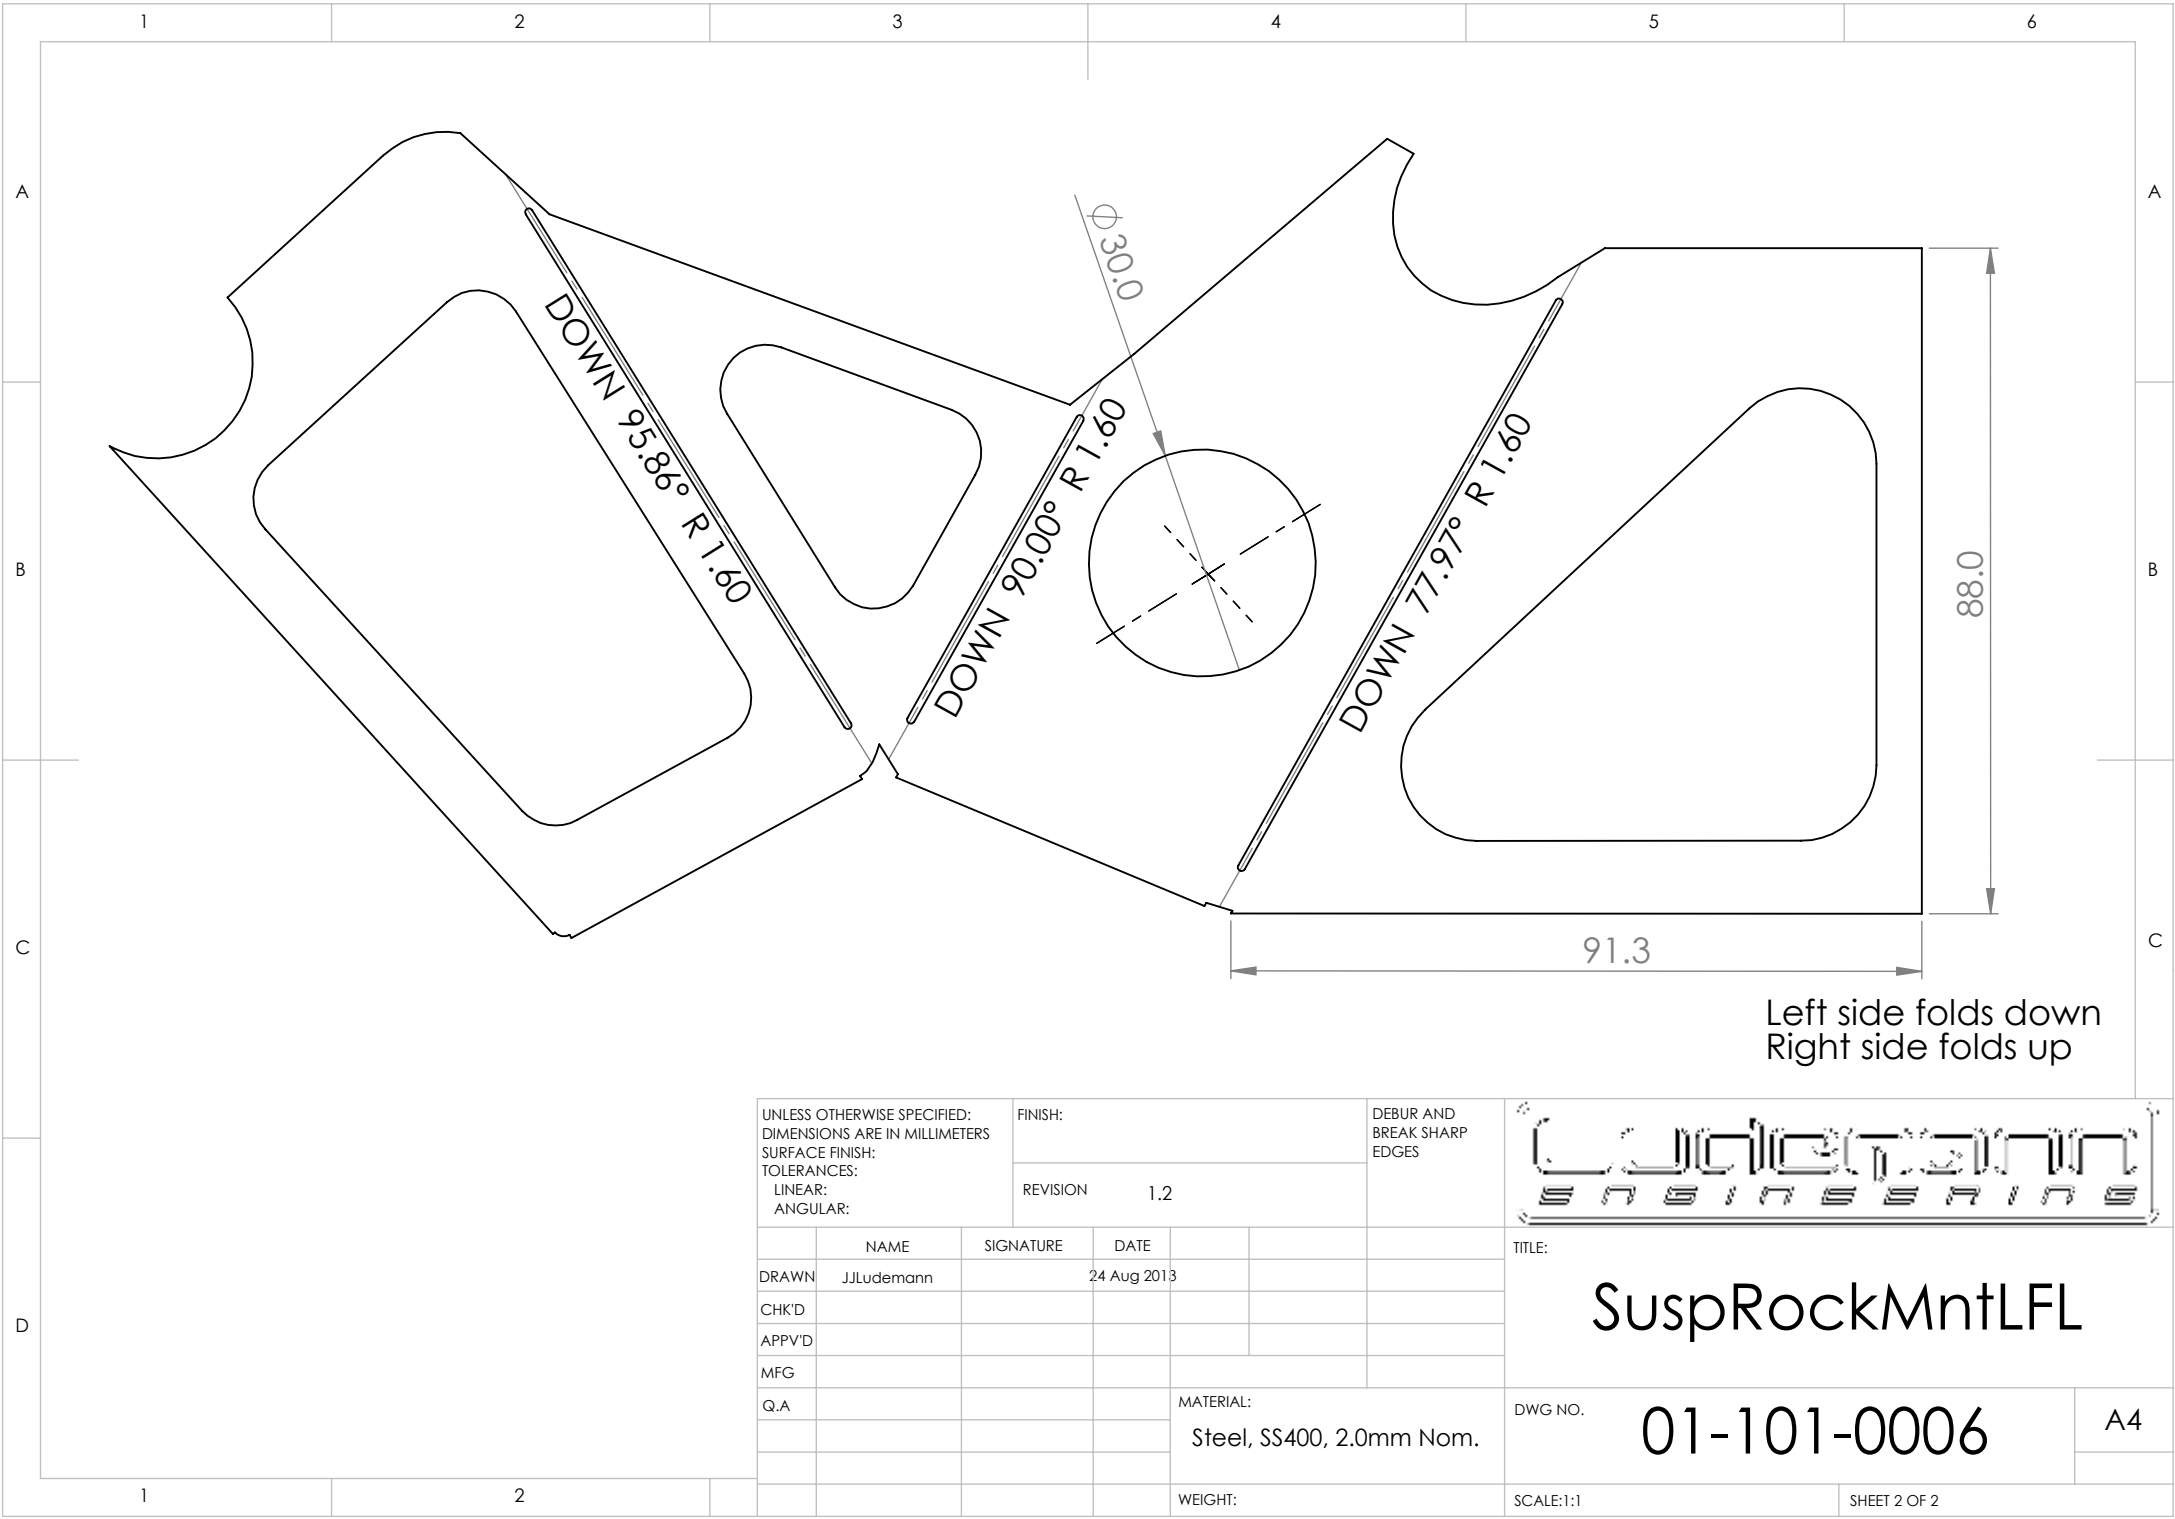 1 2 3 4 5 6
A A
B B
C C
D
1 2
DOWN 95.86° R 1.60
DOWN 90.00° R 1.60
∅30.0
DOWN 77.97° R 1.60
88.0
91.3
Left side folds down
Right side folds up
UNLESS OTHERWISE SPECIFIED:
DIMENSIONS ARE IN MILLIMETERS
SURFACE FINISH:
TOLERANCES:
LINEAR:
ANGULAR:
FINISH:
REVISION 1.2
DEBUR AND
BREAK SHARP
EDGES
Ludemann
ENGINEERING
NAME SIGNATURE DATE
DRAWN JJLudemann 24 Aug 2013
CHK'D
APPV'D
MFG
Q.A
TITLE:
SuspRockMntLFL
MATERIAL:
Steel, SS400, 2.0mm Nom.
DWG NO. 01-101-0006 A4
WEIGHT:
SCALE:1:1
SHEET 2 OF 2